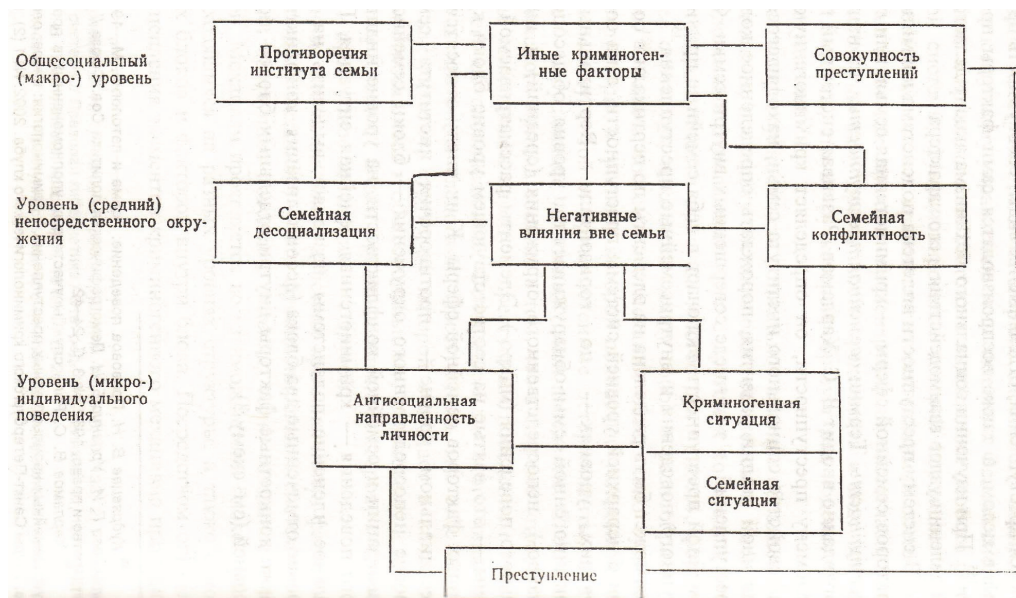 Общесоциальный
(макро-) уровень
Противоречия
института семьи
Иные криминоген-
ные факторы
Совокупность
преступлений
Уровень (средний)
непосредственного окру-
жения
Семейная
десоциализация
Негативные
влияния вне семьи
Семейная
конфликтность
Уровень (микро-)
индивидуального
поведения
Антисоциальная
направленность
личности
Криминогенная
ситуация
Семейная
ситуация
Преступление